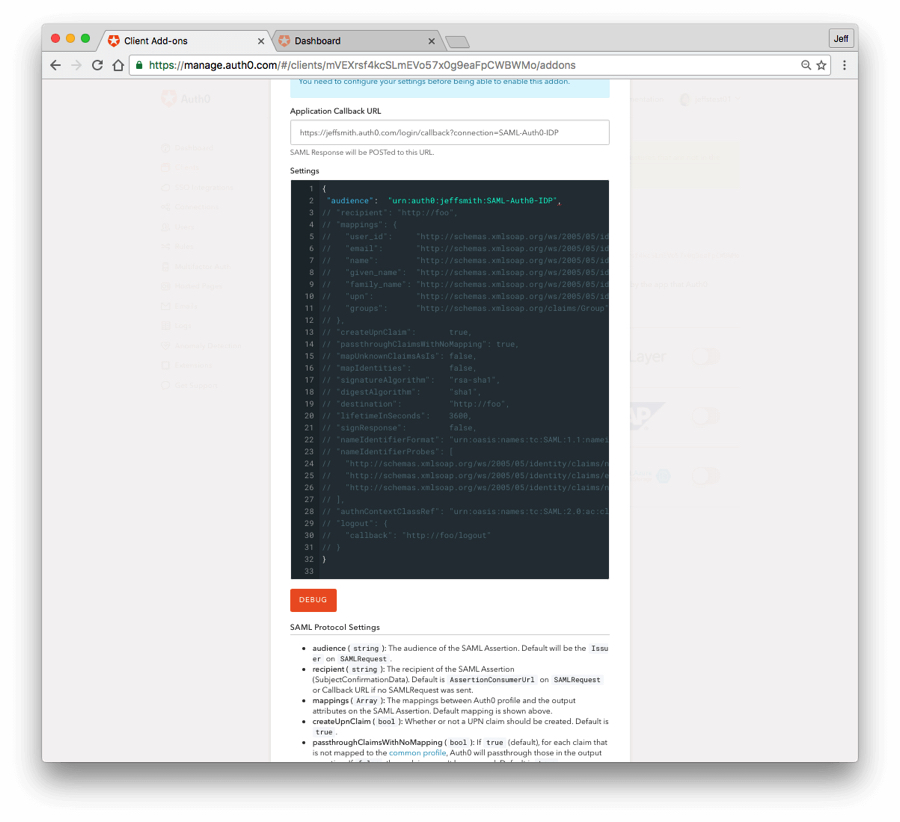 Client Add-ons
Dashboard
Jeff
https://manage.auth0.com/#/clients/mVEXrsf4kcSLmEVo57x0g9eaFpCWBWMo/addons
You need to configure your settings before being able to enable this addon.
Auth0
Application Callback URL
https://jeffsmith.auth0.com/login/callback?connection=SAML-Auth0-IDP
SAML Response will be POSTed to this URL.
Settings
1 {
2 "audience": "urn:auth0:jeffsmith:SAML-Auth0-IDP",
3 // "recipient": "http://foo",
4 // "mappings": {
5 // "user_id": "http://schemas.xmlsoap.org/ws/2005/05/id
6 // "email": "http://schemas.xmlsoap.org/ws/2005/05/id
7 // "name": "http://schemas.xmlsoap.org/ws/2005/05/id
8 // "given_name": "http://schemas.xmlsoap.org/ws/2005/05/id
9 // "family_name": "http://schemas.xmlsoap.org/ws/2005/05/id
10 // "upn": "http://schemas.xmlsoap.org/ws/2005/05/id
11 // "groups": "http://schemas.xmlsoap.org/claims/Group"
12 // },
13 // "createUpnClaim": true,
14 // "passthroughClaimsWithNoMapping": true,
15 // "mapUnknownClaimsAsIs": false,
16 // "mapIdentities": false,
17 // "signatureAlgorithm": "rsa-sha1",
18 // "digestAlgorithm": "sha1",
19 // "destination": "http://foo",
20 // "lifetimeInSeconds": 3600,
21 // "signResponse": false,
22 // "nameIdentifierFormat": "urn:oasis:names:tc:SAML:1.1:names
23 // "nameIdentifierProbes": [
24 // "http://schemas.xmlsoap.org/ws/2005/05/identity/claims/n
25 // "http://schemas.xmlsoap.org/ws/2005/05/identity/claims/e
26 // "http://schemas.xmlsoap.org/ws/2005/05/identity/claims/n
27 // ],
28 // "authnContextClassRef": "urn:oasis:names:tc:SAML:2.0:ac:cl
29 // "logout": {
30 // "callback": "http://foo/logout"
31 // }
32 }
33
DEBUG
SAML Protocol Settings
• audience ( string ): The audience of the SAML Assertion. Default will be the Issu
er on SAMLRequest .
• recipient ( string ): The recipient of the SAML Assertion
(SubjectConfirmationData). Default is AssertionConsumerUrl on SAMLRequest
or Callback URL if no SAMLRequest was sent.
• mappings ( Array ): The mappings between Auth0 profile and the output
attributes on the SAML Assertion. Default mapping is shown above.
• createUpnClaim ( bool ): Whether or not a UPN claim should be created. Default is
true .
• passthroughClaimsWithNoMapping ( bool ): If true (default), for each claim that
is not mapped to the common profile, Auth0 will passthrough those in the output